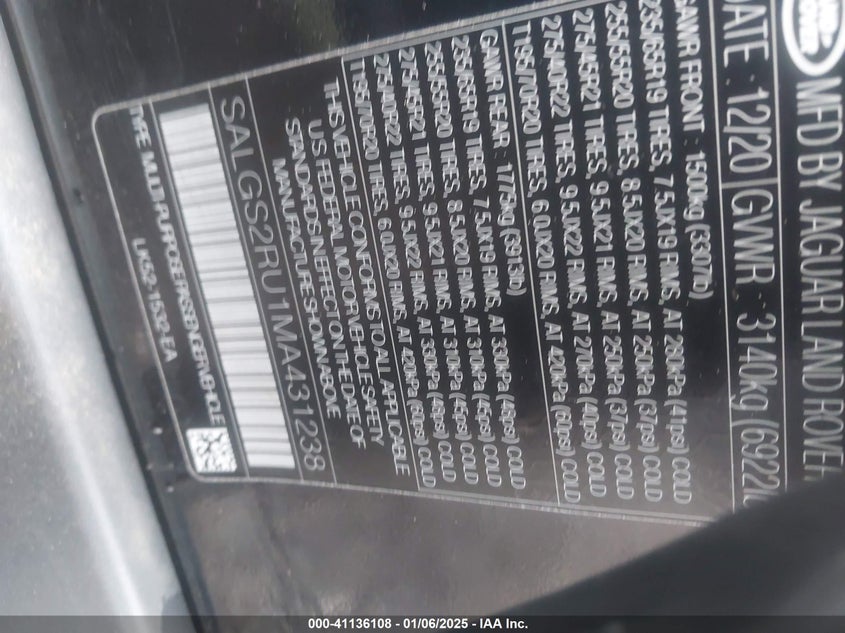 MFD BY JAGUAR LAND ROVER
DATE : 12/20 GVWR : 3140kg
GAWR FRONT : 1500kg (3307lb)
235/65R19 TIRES, 7.5JX19 RIMS, AT 280kPa (41psi) COLD
255/55R20 TIRES, 8.5JX20 RIMS, AT 250kPa (37psi) COLD
275/45R21 TIRES, 9.5JX21 RIMS, AT 250kPa (37psi) COLD
275/40R22 TIRES, 9.5JX22 RIMS, AT 270kPa (40psi) COLD
T195/70R20 TIRES, 6.0JX20 RIMS, AT 420kPa (60psi) COLD
GAWR REAR : 1775kg (3913lb)
235/65R19 TIRES, 7.5JX19 RIMS, AT 330kPa (48psi) COLD
255/55R20 TIRES, 8.5JX20 RIMS, AT 310kPa (45psi) COLD
275/45R21 TIRES, 9.5JX21 RIMS, AT 310kPa (45psi) COLD
275/40R22 TIRES, 9.5JX22 RIMS, AT 330kPa (48psi) COLD
T195/70R20 TIRES, 6.0JX20 RIMS, AT 420kPa (60psi) COLD
THIS VEHICLE CONFORMS TO ALL APPLICABLE
U.S. FEDERAL MOTOR VEHICLE SAFETY
STANDARDS IN EFFECT ON THE DATE OF
MANUFACTURE SHOWN ABOVE
SALGS2RU1MA431238
TYPE: MULTI-PURPOSE PASSENGER VEHICLE
LK52-1532-EA
000-41136108 - 01/06/2025 - IAA Inc.